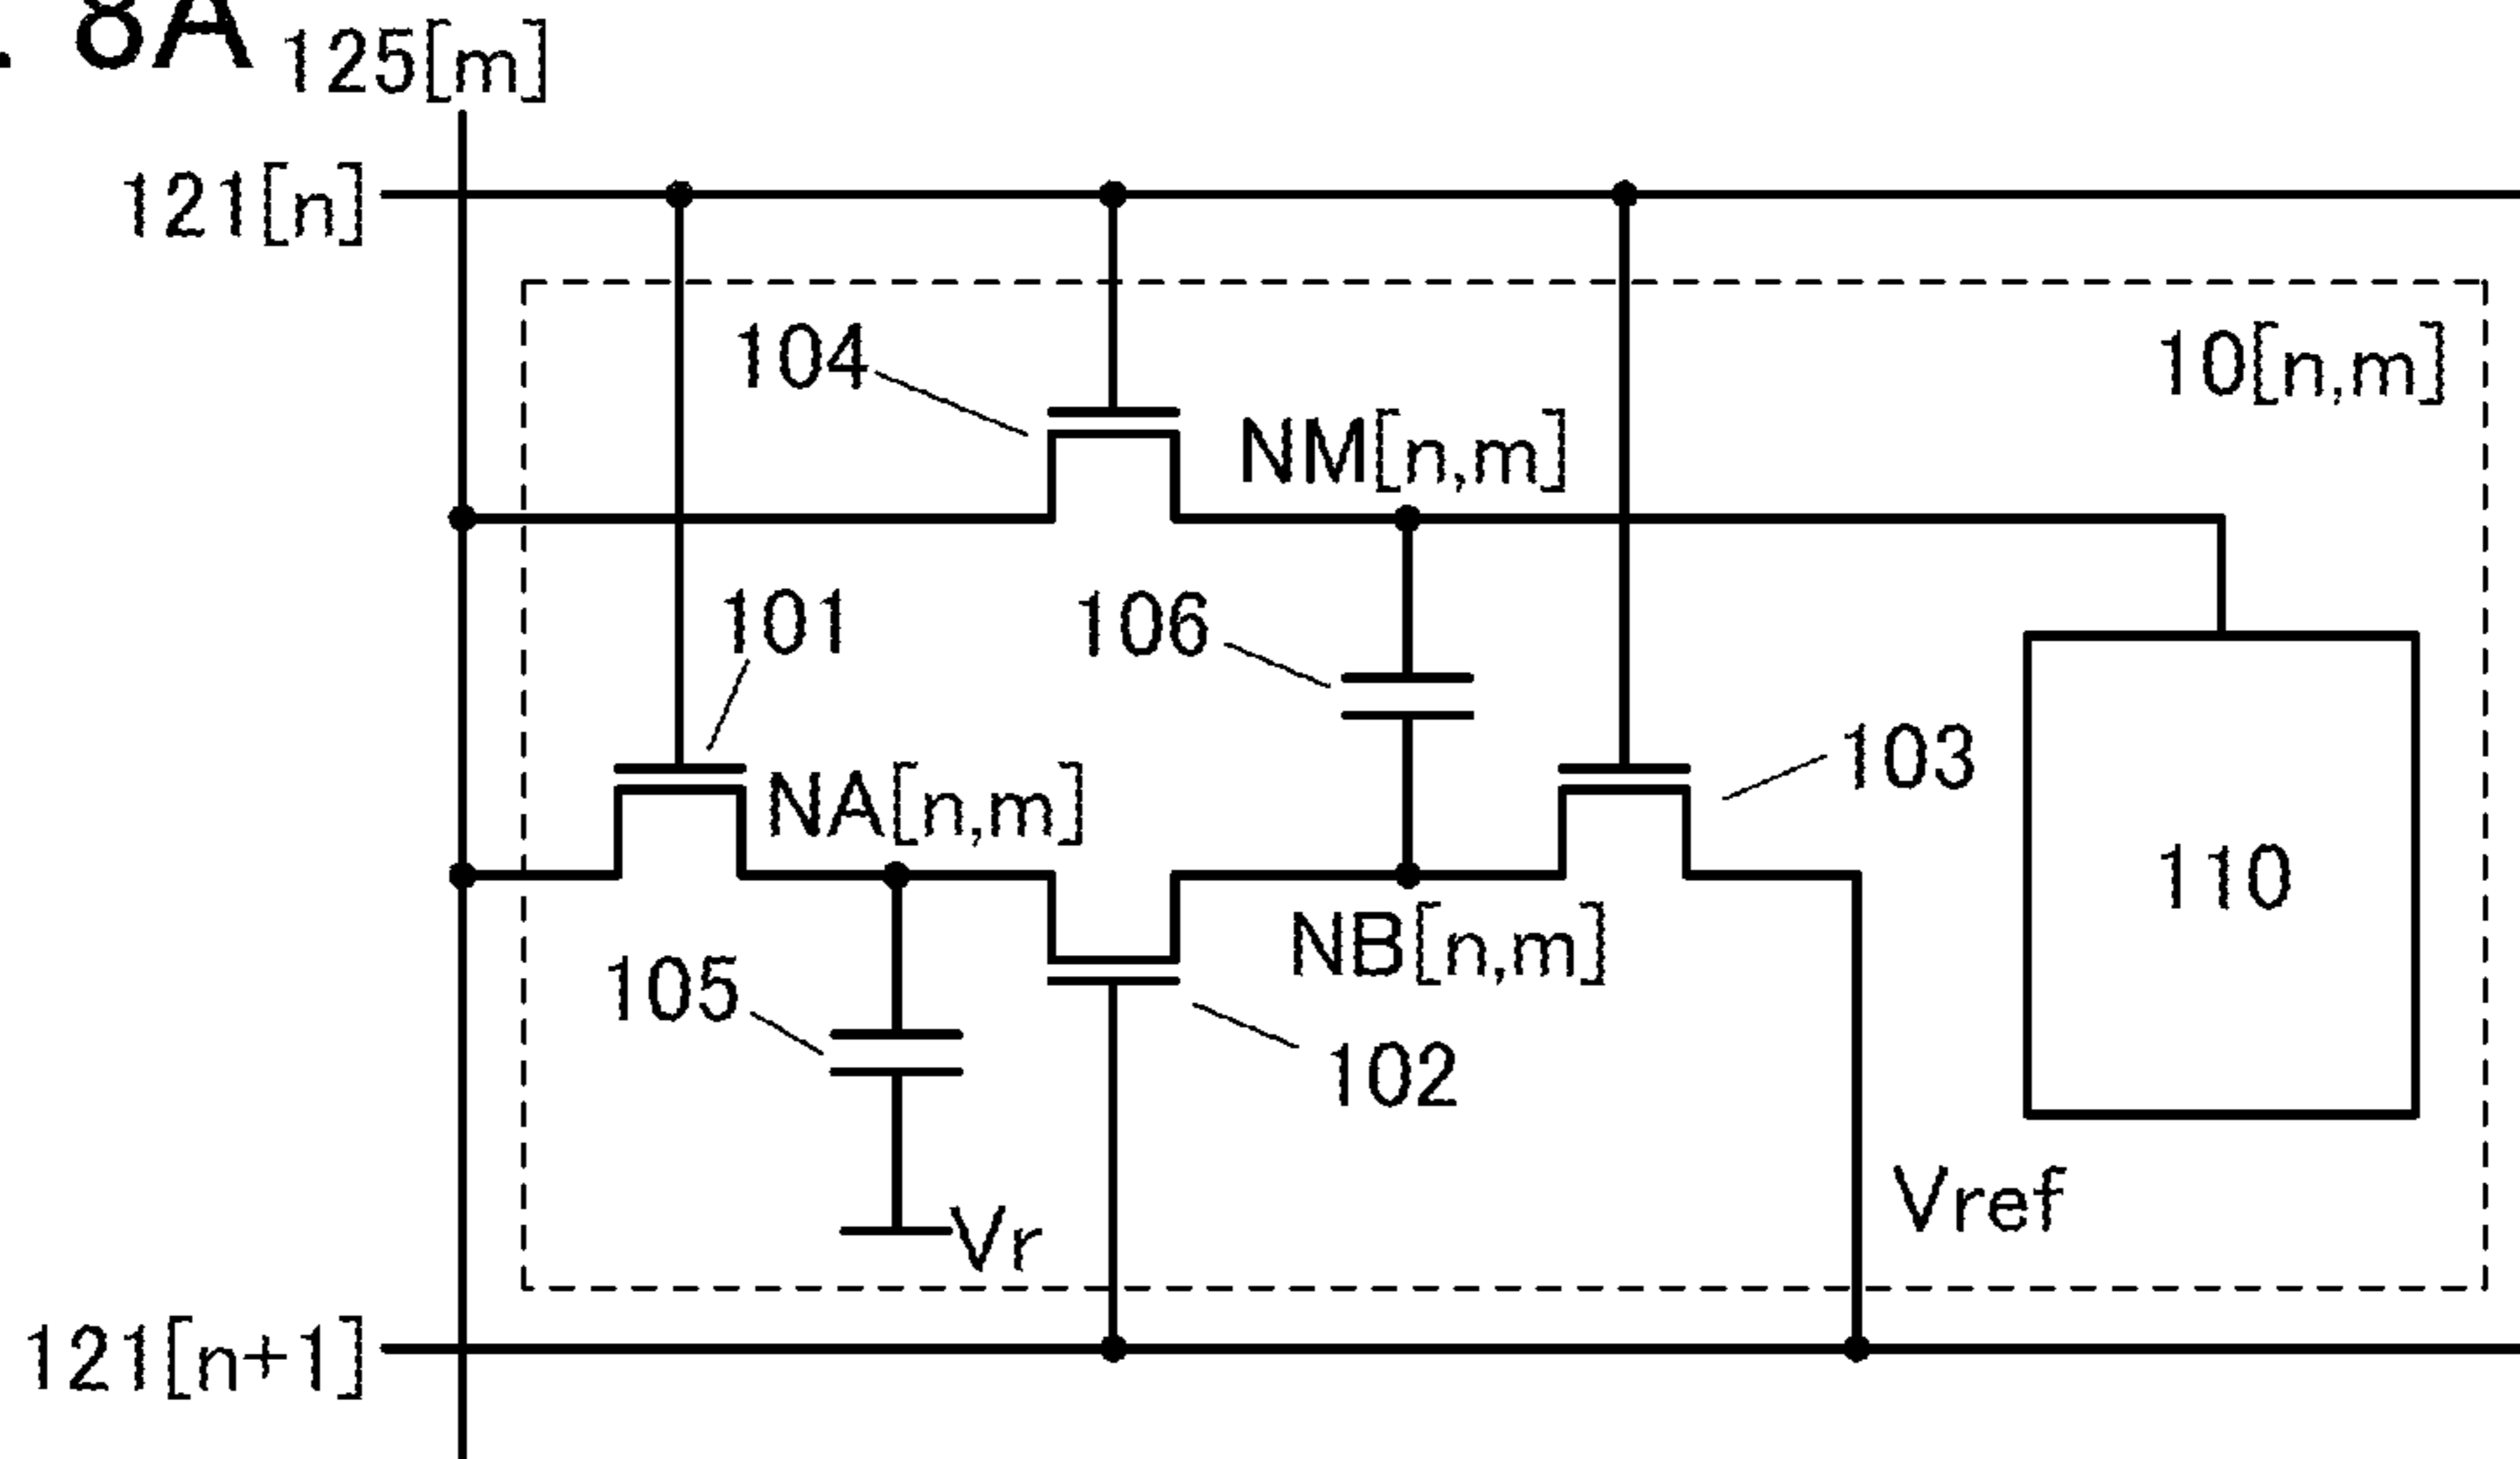 . 8A
125[m]
121[n]
104
10[n,m]
NM[n,m]
101
106
103
NA[n,m]
110
NB[n,m]
105
102
Vref
Vr
121[n+1]